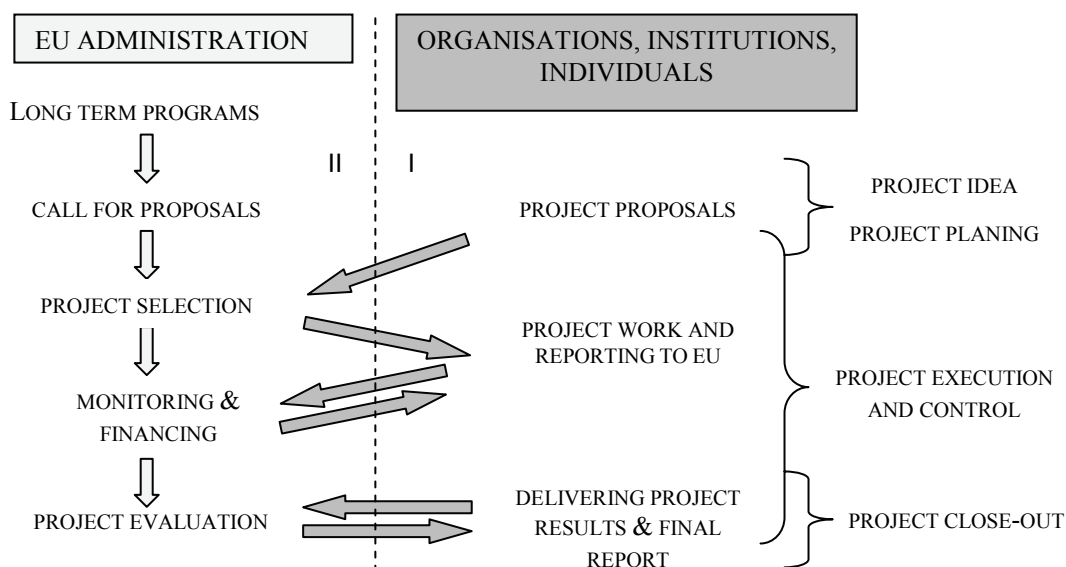 EU ADMINISTRATION
ORGANISATIONS, INSTITUTIONS,
INDIVIDUALS
LONG TERM PROGRAMS
II
I
CALL FOR PROPOSALS
PROJECT PROPOSALS
PROJECT IDEA
PROJECT PLANING
PROJECT SELECTION
PROJECT WORK AND
REPORTING TO EU
MONITORING &
FINANCING
PROJECT EXECUTION
AND CONTROL
PROJECT EVALUATION
DELIVERING PROJECT
RESULTS & FINAL
REPORT
PROJECT CLOSE-OUT